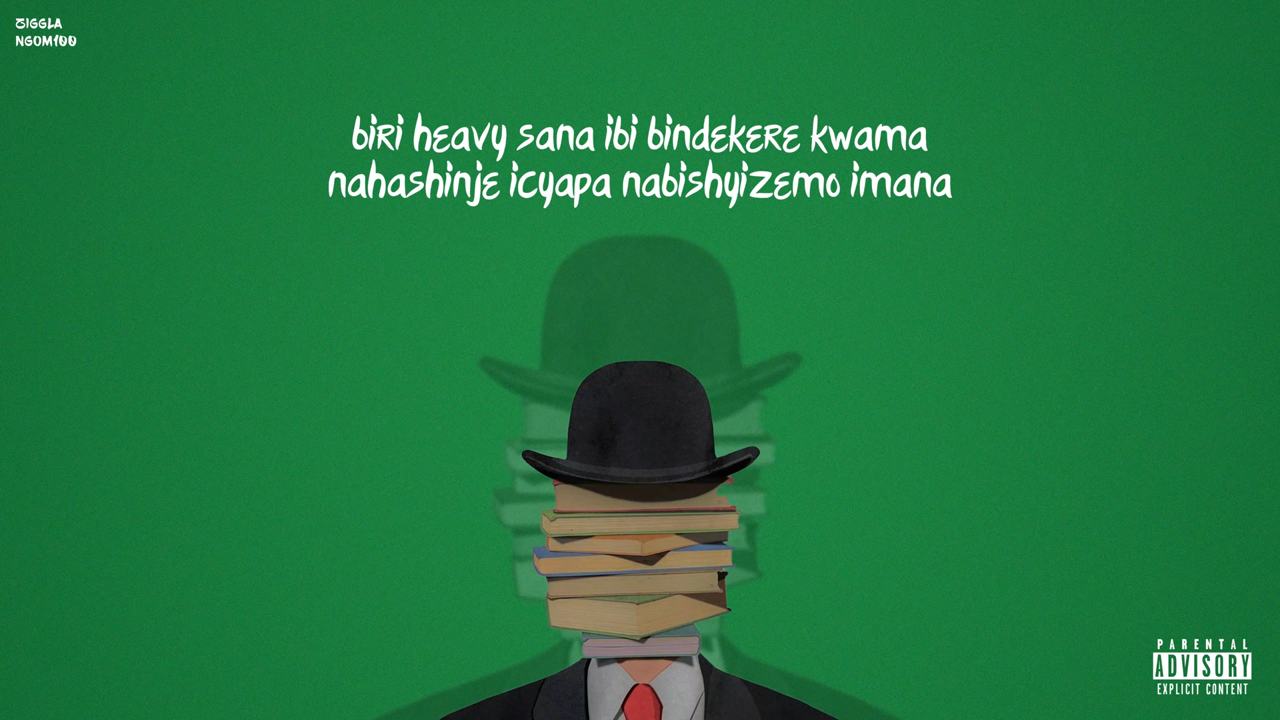 ZIGGLA
NGOM100
biri heavy sana ibi bindekere kwama
nahashinje icyapa nabishyizemo imana
PARENTAL
ADVISORY
EXPLICIT CONTENT